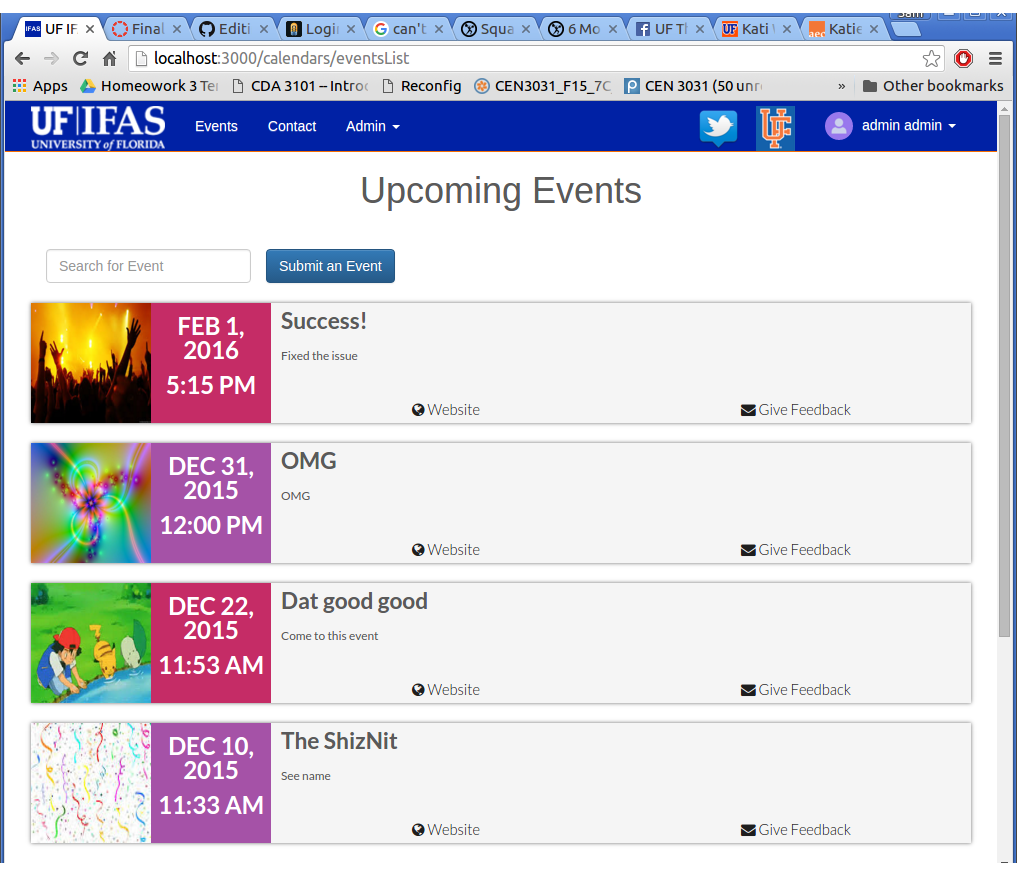 Sam
UF IF
Final
Editi
Logi
can't
Squa
6 Mo
UF Th
Kati
Katie
localhost:3000/calendars/eventsList
Apps Homeowork 3 Ter CDA 3101 -- Introc Reconfig CEN3031_F15_7C CEN 3031 (50 unr » Other bookmarks
UF|IFAS
UNIVERSITY of FLORIDA
Events Contact Admin
admin admin
Upcoming Events
Search for Event Submit an Event
FEB 1,
2016
5:15 PM
Success!
Fixed the issue
Website Give Feedback
DEC 31,
2015
12:00 PM
OMG
OMG
Website Give Feedback
DEC 22,
2015
11:53 AM
Dat good good
Come to this event
Website Give Feedback
DEC 10,
2015
11:33 AM
The ShizNit
See name
Website Give Feedback